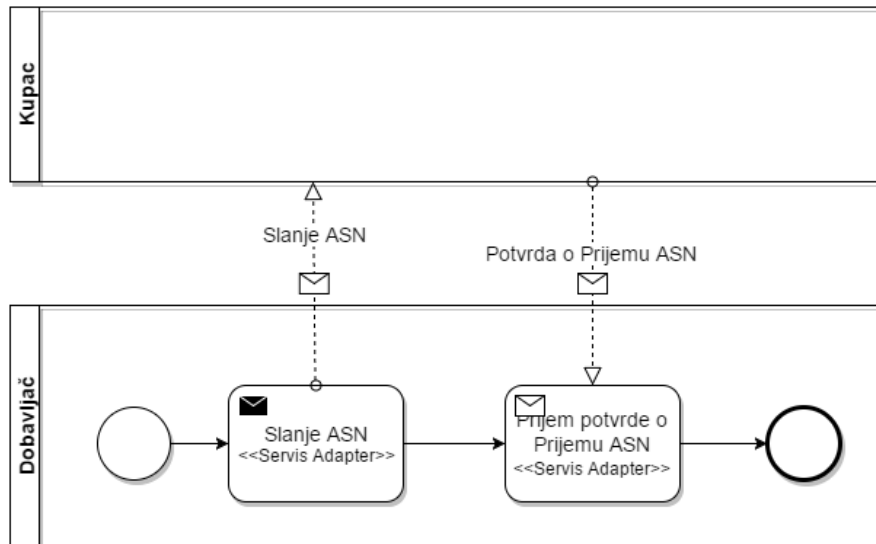 Kupac
Slanje ASN
Potvrda o Prijemu ASN
Dobavljač
Slanje ASN
<<Servis Adapter>>
Prijem potvrde o
Prijemu ASN
<<Servis Adapter>>